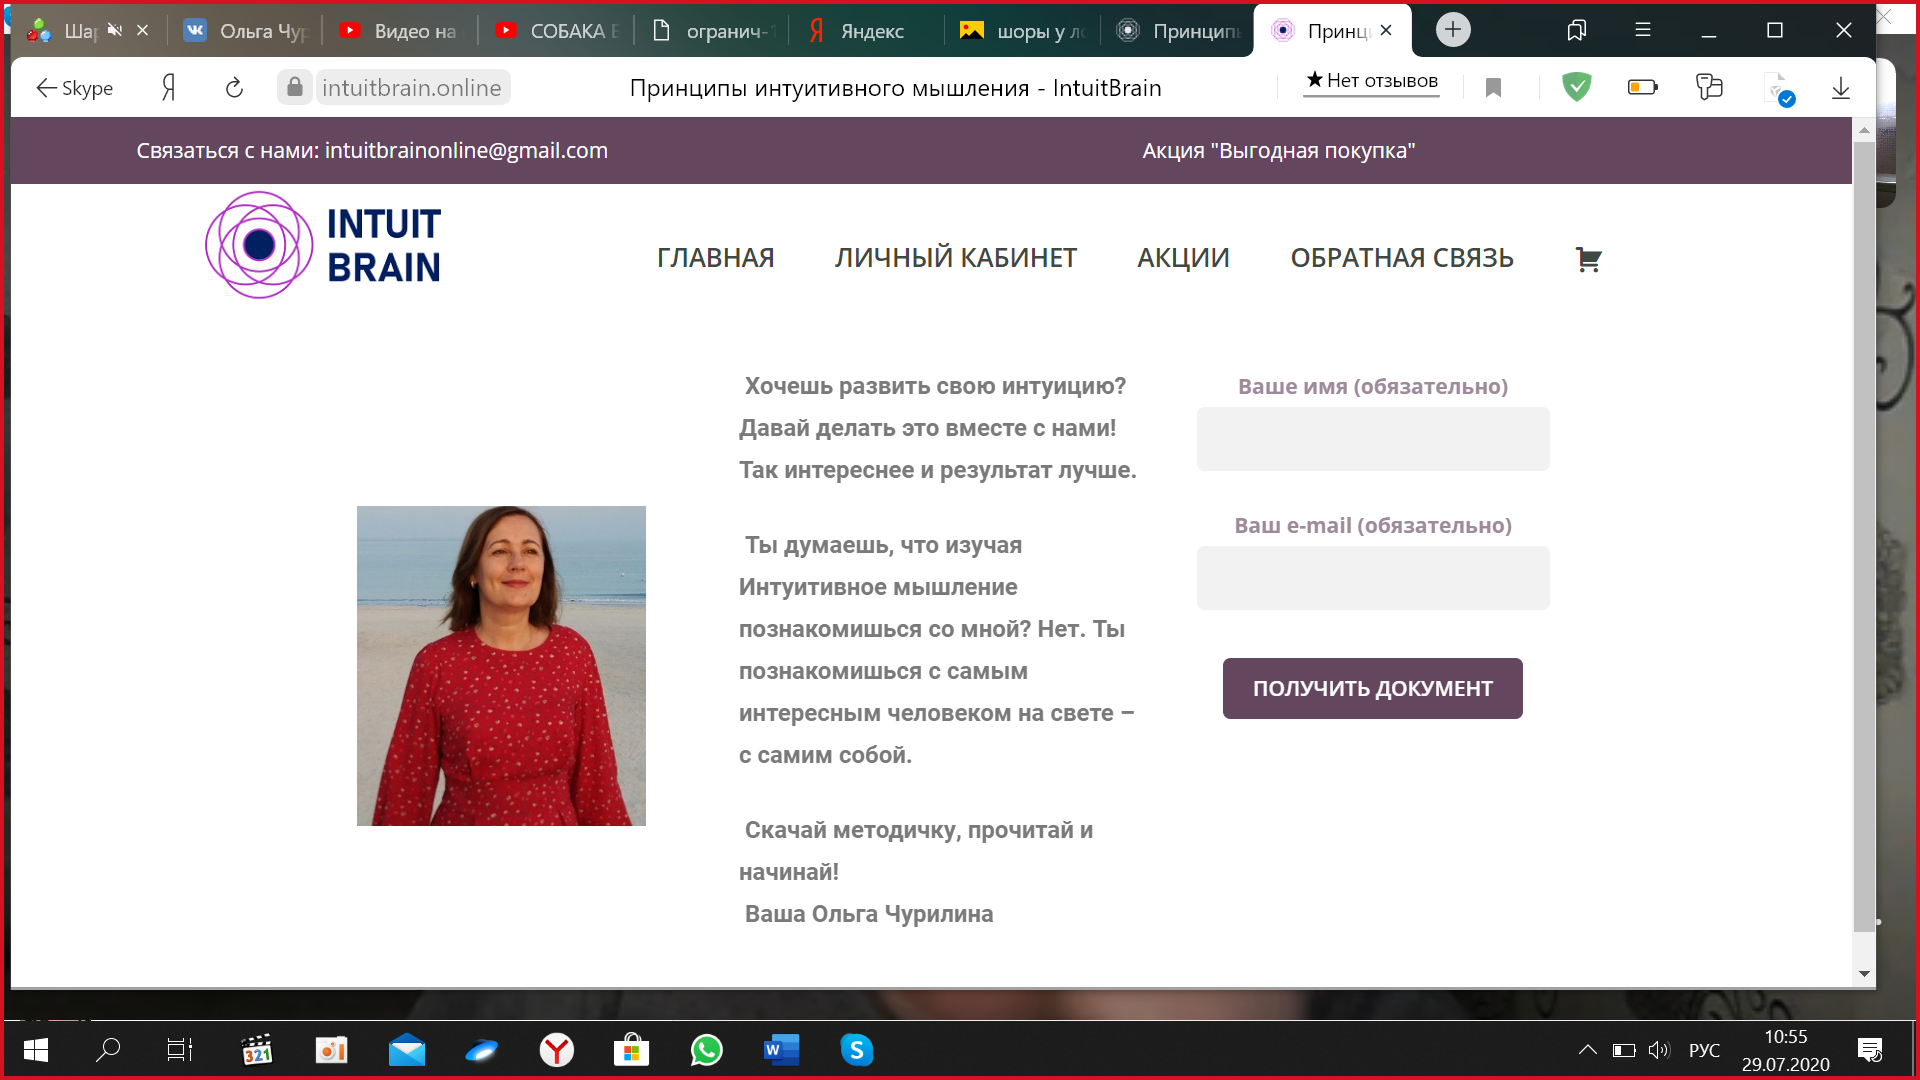 Шар
Ольга Чур
Видео на
СОБАКА В
огранич-1
Яндекс
шоры у ло
Принцип
Принци
Skype
intuitbrain.online
Принципы интуитивного мышления - IntuitBrain
★Нет отзывов
Связаться с нами: intuitbrainonline@gmail.com
Акция "Выгодная покупка"
INTUIT
BRAIN
ГЛАВНАЯ
ЛИЧНЫЙ КАБИНЕТ
АКЦИИ
ОБРАТНАЯ СВЯЗЬ
Хочешь развить свою интуицию?
Давай делать это вместе с нами!
Так интереснее и результат лучше.
Ты думаешь, что изучая
Интуитивное мышление
познакомишься со мной? Нет. Ты
познакомишься с самым
интересным человеком на свете –
с самим собой.
Скачай методичку, прочитай и
начинай!
Ваша Ольга Чурилина
Ваше имя (обязательно)
Ваш e-mail (обязательно)
ПОЛУЧИТЬ ДОКУМЕНТ
321
РУС
10:55
29.07.2020